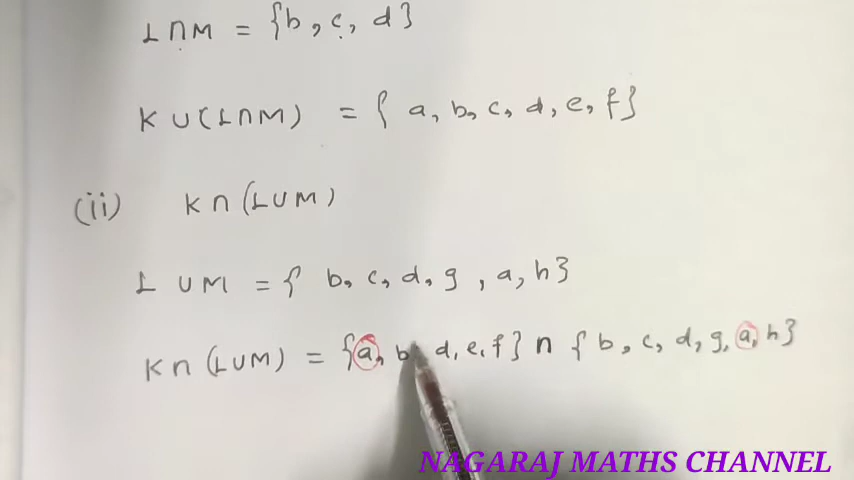 L ∩ M = {b, c, d}
K ∪ (L ∩ M) = { a, b, c, d, e, f}
(ii) K ∩ (L ∪ M)
L ∪ M = { b, c, d, g, a, h}
K ∩ (L ∪ M) = {a, b d, e, f} ∩ { b, c, d, g, a, h}
NAGARAJ MATHS CHANNEL